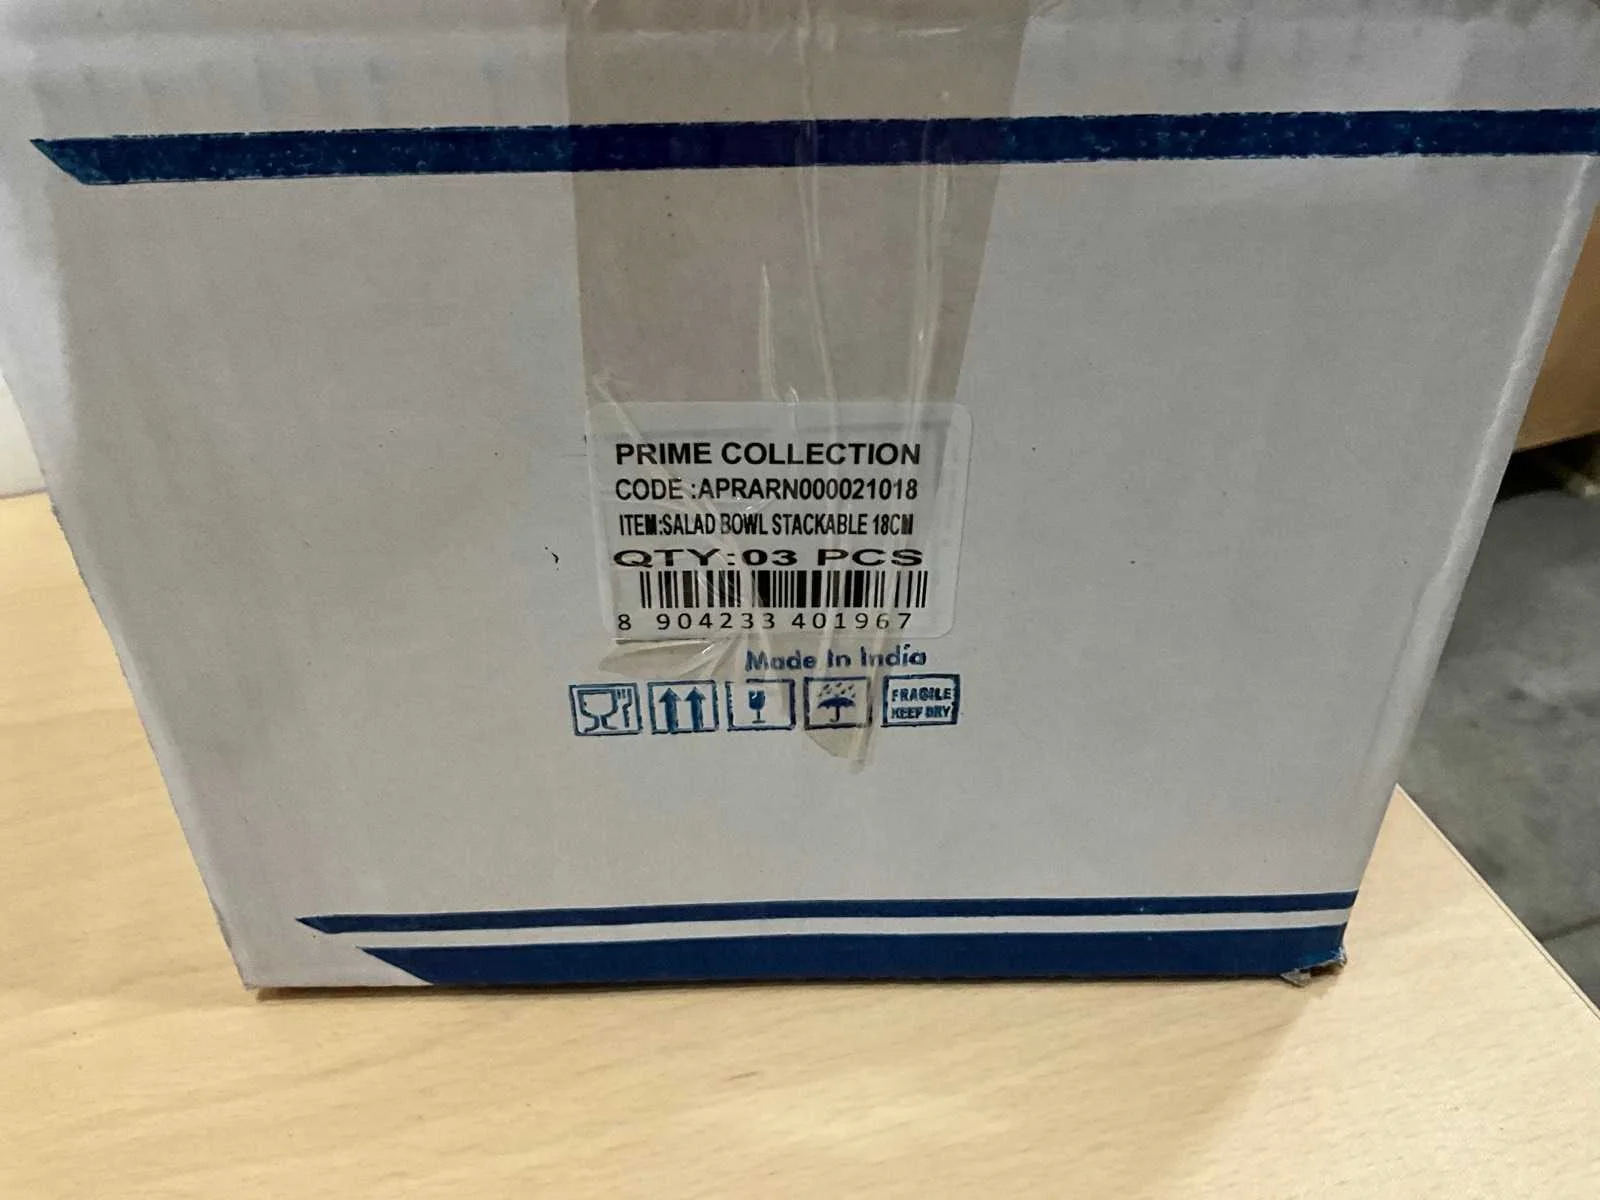 PRIME COLLECTION
CODE :APRARN000021018
ITEM:SALAD BOWL STACKABLE 18CM
QTY:03 PCS
8 904233 401967
Made In India
FRAGILE
KEEP DRY